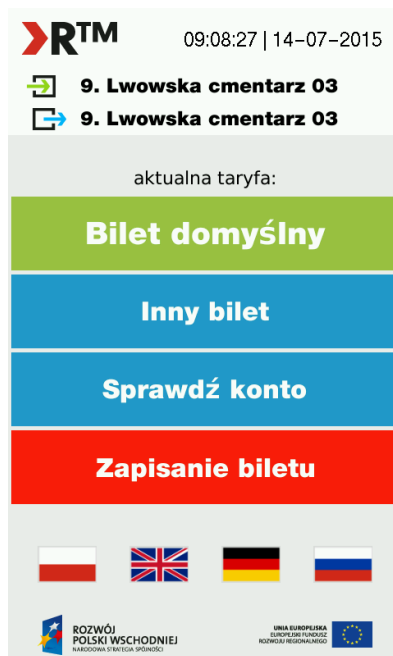 RTM
09:08:27 | 14-07-2015
9. Lwowska cmentarz 03
9. Lwowska cmentarz 03
aktualna taryfa:
Bilet domyślny
Inny bilet
Sprawdź konto
Zapisanie biletu
ROZWÓJ
POLSKI WSCHODNIEJ
NARODOWA STRATEGIA SPÓJNOŚCI
UNIA EUROPEJSKA
EUROPEJSKI FUNDUSZ
ROZWOJU REGIONALNEGO